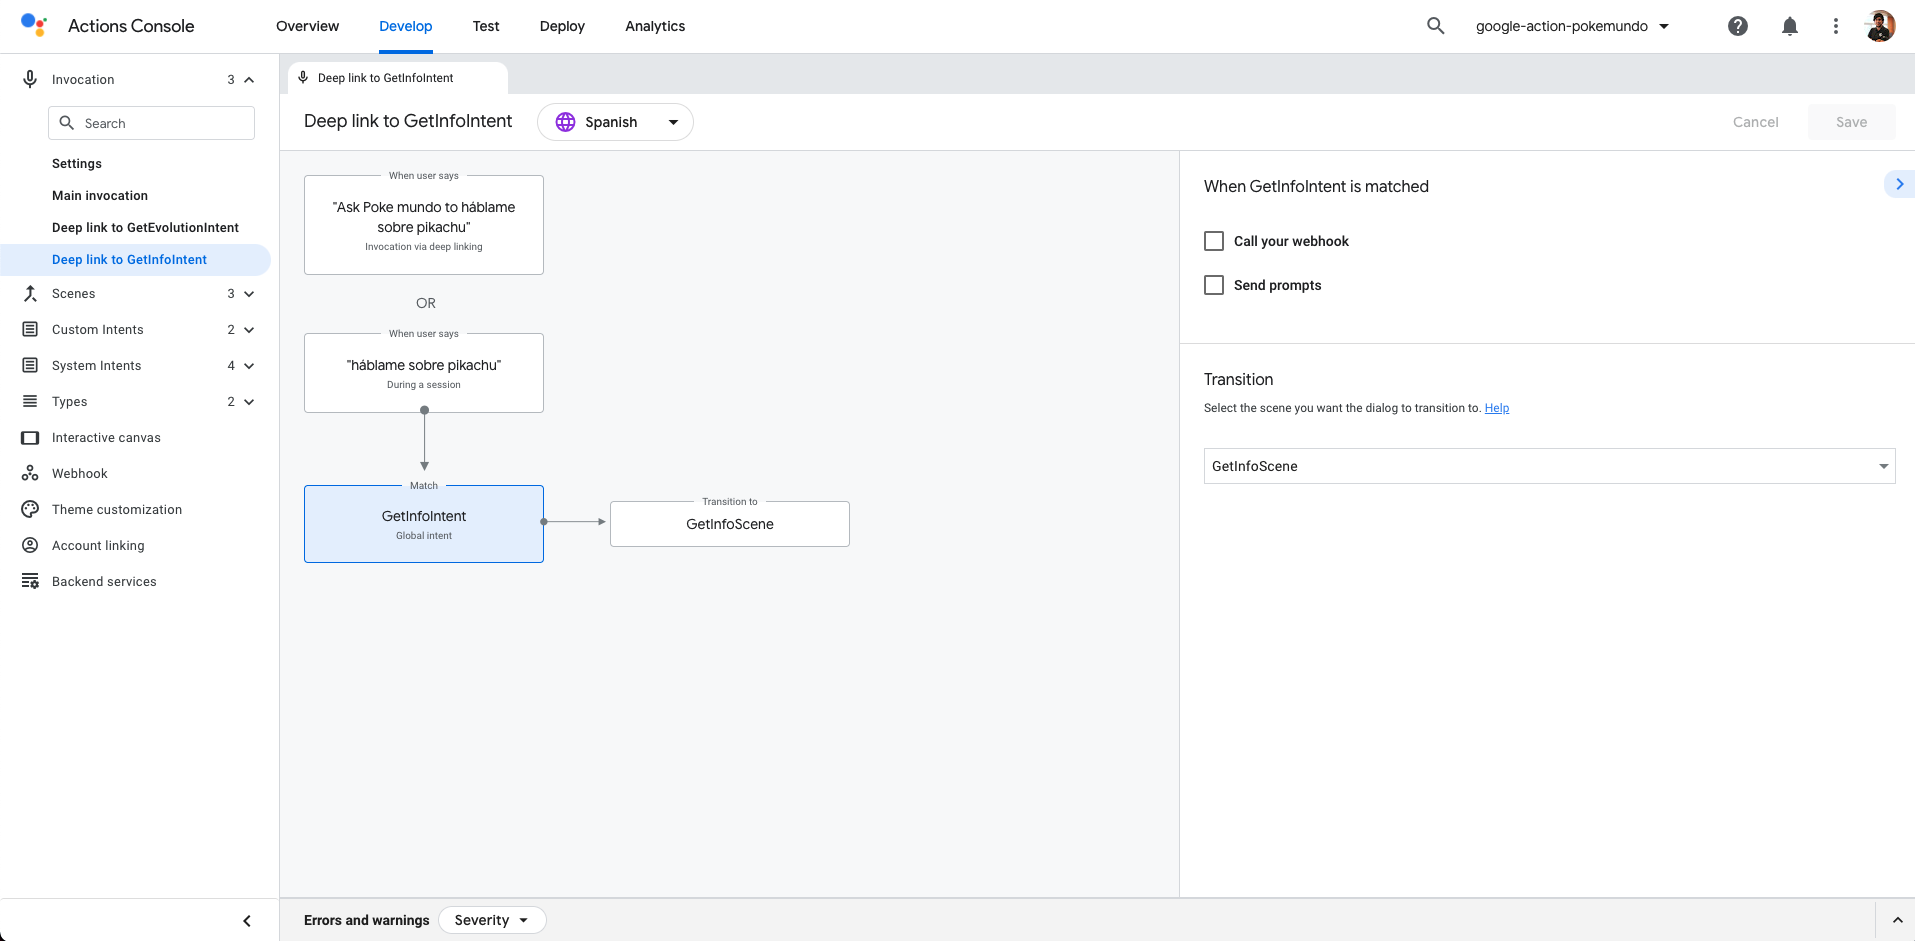 Actions Console
Overview
Develop
Test
Deploy
Analytics
google-action-pokemundo
Invocation 3
Search
Settings
Main invocation
Deep link to GetEvolutionIntent
Deep link to GetInfoIntent
Scenes 3
Custom Intents 2
System Intents 4
Types 2
Interactive canvas
Webhook
Theme customization
Account linking
Backend services
Deep link to GetInfoIntent
Deep link to GetInfoIntent
Spanish
Cancel
Save
When user says
"Ask Poke mundo to háblame
sobre pikachu"
Invocation via deep linking
OR
When user says
"háblame sobre pikachu"
During a session
Match
GetInfoIntent
Global intent
Transition to
GetInfoScene
When GetInfoIntent is matched
Call your webhook
Send prompts
Transition
Select the scene you want the dialog to transition to. Help
GetInfoScene
Errors and warnings
Severity